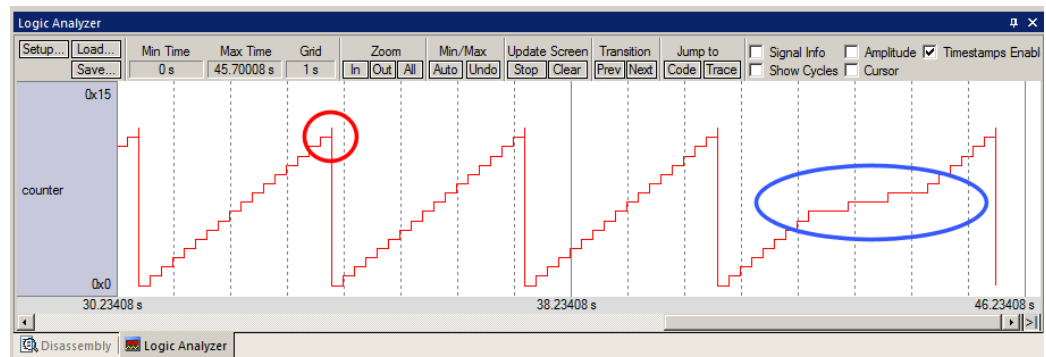 Logic Analyzer
Setup... Load... Min Time Max Time Grid Zoom Min/Max Update Screen Transition Jump to Signal Info Amplitude Timestamps Enabl
Save... 0 s 45.70008 s 1 s In Out All Auto Undo Stop Clear Prev Next Code Trace Show Cycles Cursor
0x15
counter
0x0
30.23408 s 38.23408 s 46.23408 s
Disassembly Logic Analyzer